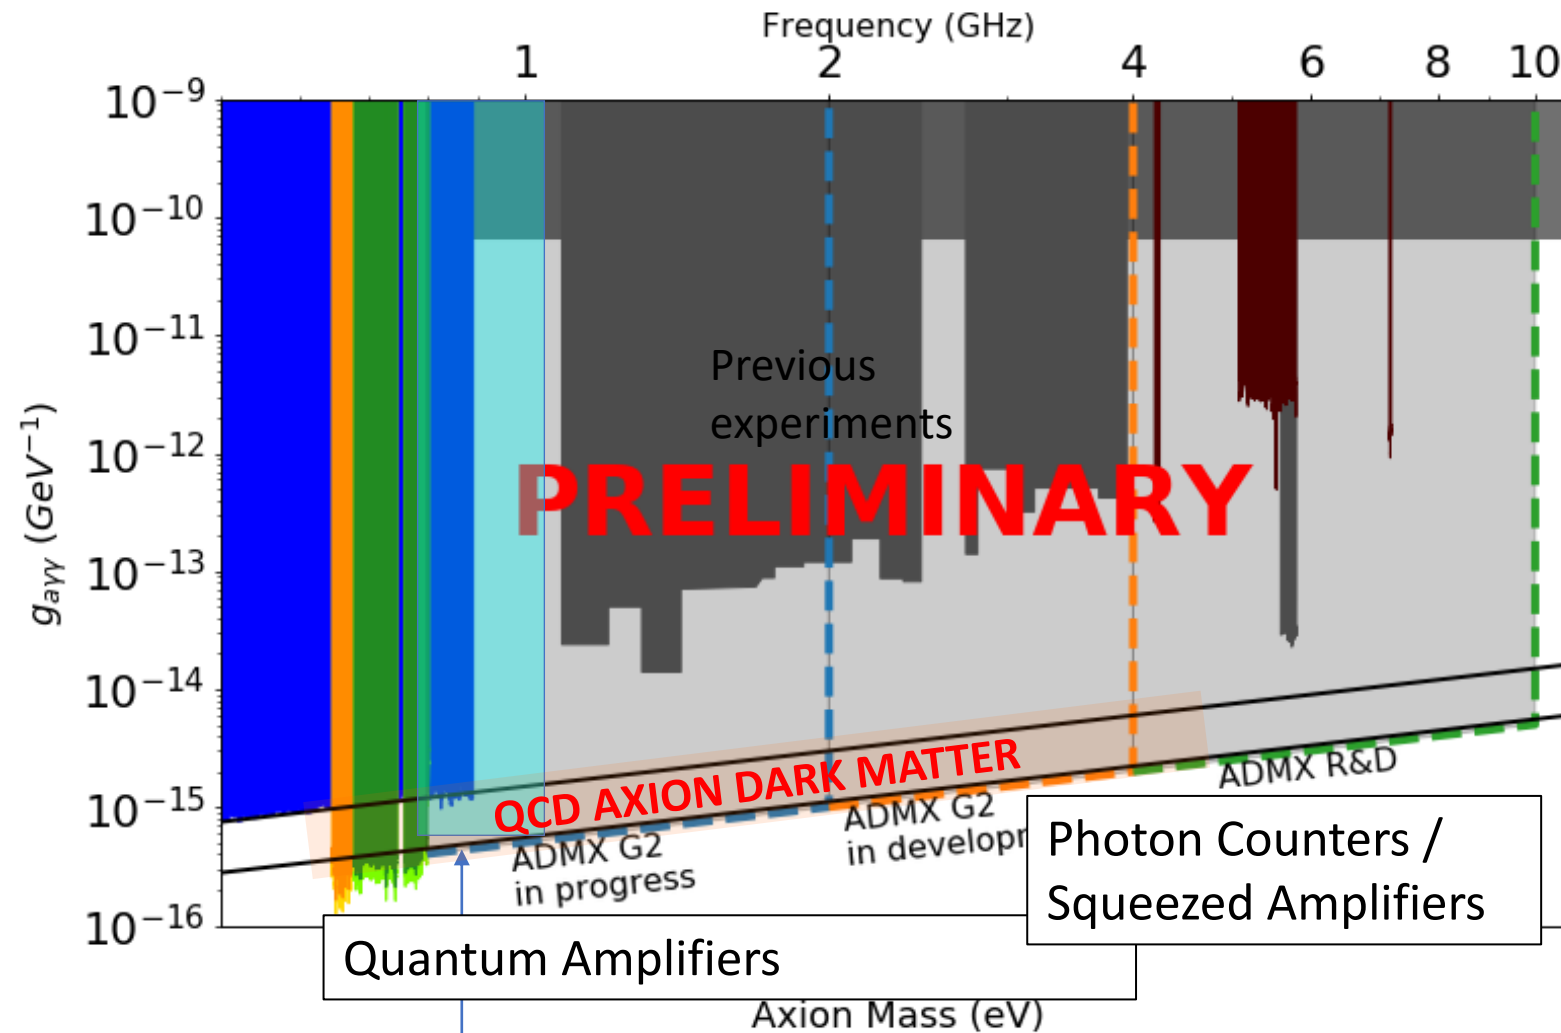 Frequency (GHz)
1 2 4 6 8 10
10⁻⁹
10⁻¹⁰
10⁻¹¹
10⁻¹²
10⁻¹³
10⁻¹⁴
10⁻¹⁵
10⁻¹⁶
gₐᵧᵧ (GeV⁻¹)
Previous
experiments
PRELIMINARY
QCD AXION DARK MATTER
ADMX G2
in progress
ADMX G2
in developr
ADMX R&D
Photon Counters /
Squeezed Amplifiers
Quantum Amplifiers
Axion Mass (eV)